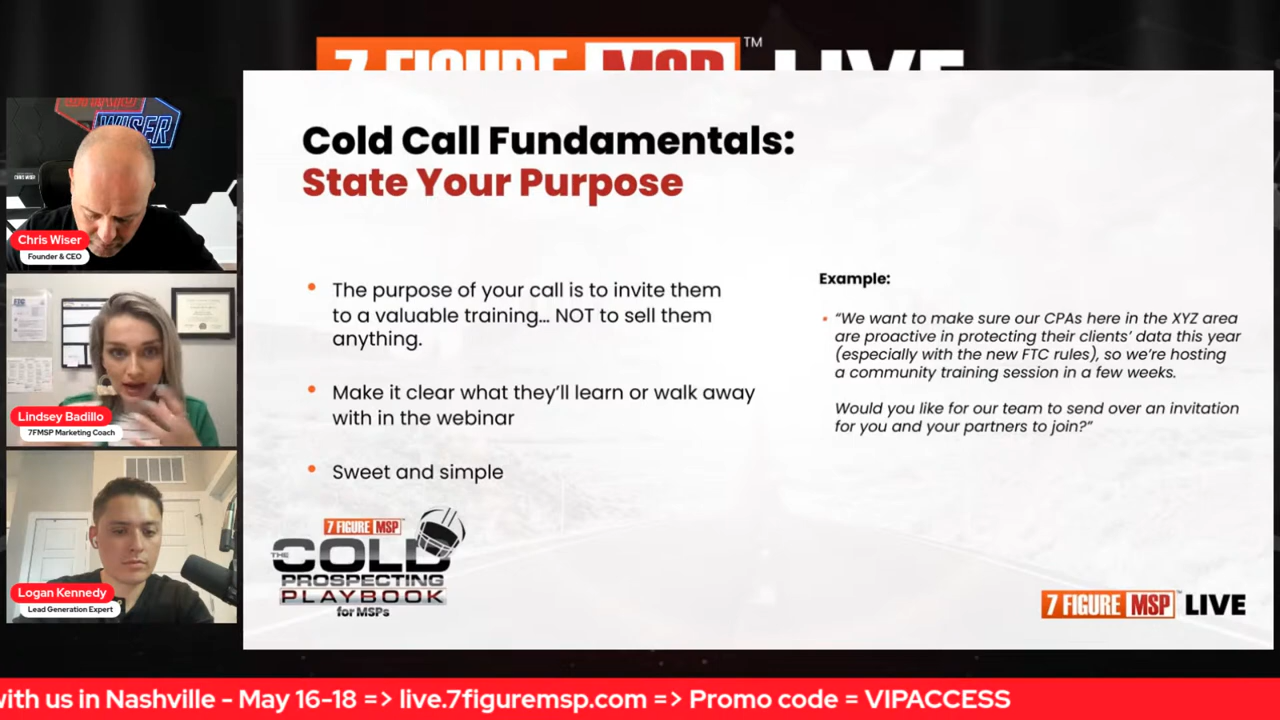 7 FIGURE MSP™ LIVE
WISER
Chris Wiser
Founder & CEO
Lindsey Badillo
7FMSP Marketing Coach
Logan Kennedy
Lead Generation Expert
Cold Call Fundamentals:
State Your Purpose
• The purpose of your call is to invite them
to a valuable training... NOT to sell them
anything.
• Make it clear what they’ll learn or walk away
with in the webinar
• Sweet and simple
Example:
• “We want to make sure our CPAs here in the XYZ area
are proactive in protecting their clients’ data this year
(especially with the new FTC rules), so we’re hosting
a community training session in a few weeks.
Would you like for our team to send over an invitation
for you and your partners to join?”
7 FIGURE MSP
THE
COLD
PROSPECTING
PLAYBOOK
for MSPs
7 FIGURE MSP™ LIVE
with us in Nashville - May 16-18 => live.7figuremsp.com => Promo code = VIPACCESS